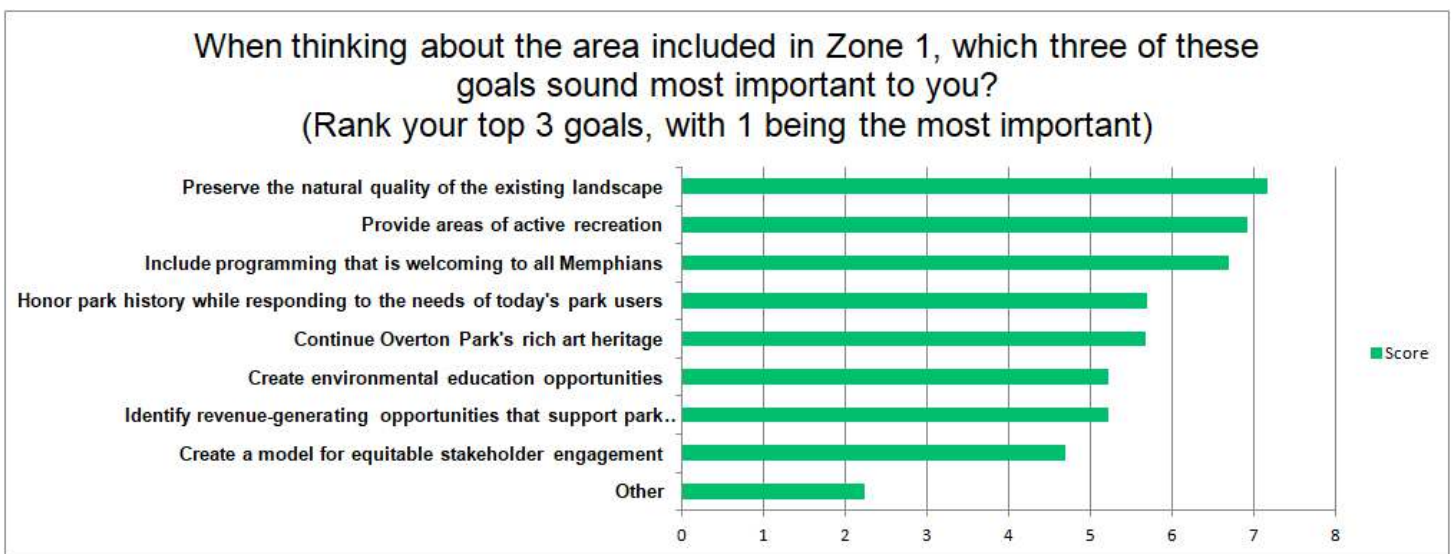 When thinking about the area included in Zone 1, which three of these
goals sound most important to you?
(Rank your top 3 goals, with 1 being the most important)
Preserve the natural quality of the existing landscape
Provide areas of active recreation
Include programming that is welcoming to all Memphians
Honor park history while responding to the needs of today's park users
Continue Overton Park's rich art heritage
Create environmental education opportunities
Identify revenue-generating opportunities that support park..
Create a model for equitable stakeholder engagement
Other
Score
0 1 2 3 4 5 6 7 8